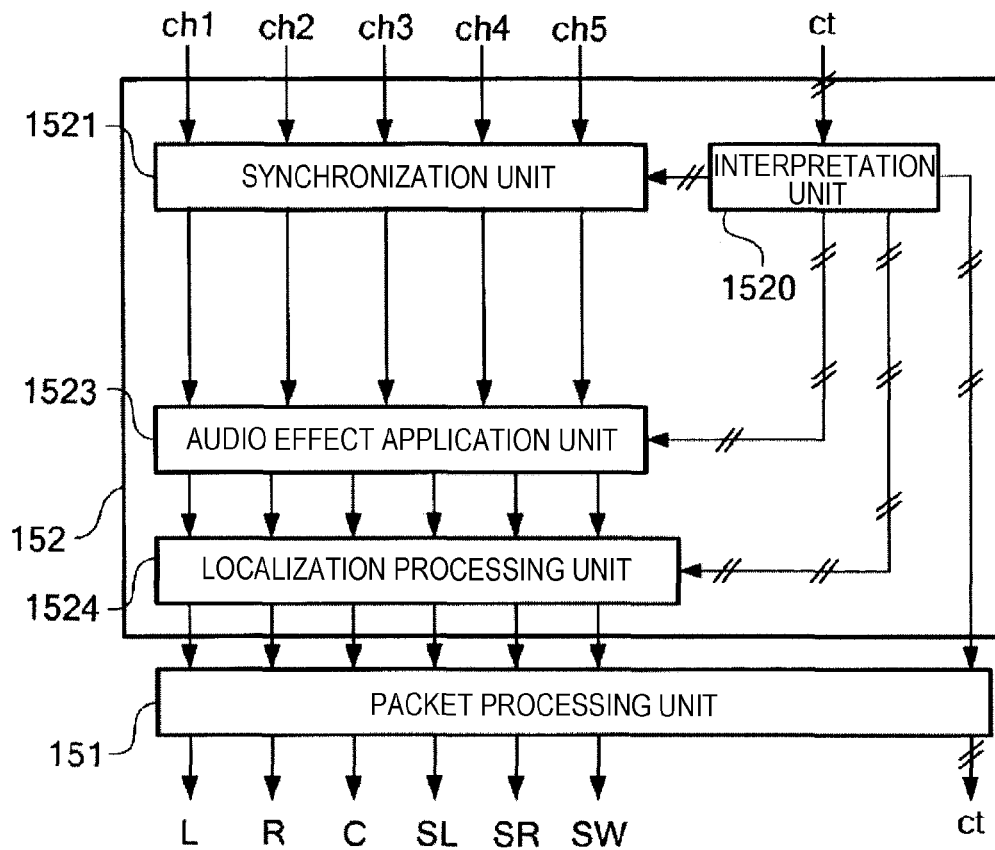 ch1 ch2 ch3 ch4 ch5 ct
1521
SYNCHRONIZATION UNIT
INTERPRETATION
UNIT
1520
1523
AUDIO EFFECT APPLICATION UNIT
152
LOCALIZATION PROCESSING UNIT
1524
PACKET PROCESSING UNIT
151
L R C SL SR SW ct